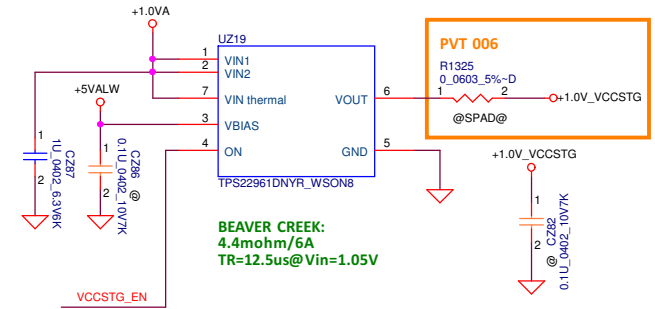 +1.0VA
UZ19
PVT 006
1
VIN1
2
VIN2
R1325
0_0603_5%~D
+5VALW
7
VIN thermal
VOUT
6
1
2
+1.0V_VCCSTG
@SPAD@
3
VBIAS
4
ON
GND
5
+1.0V_VCCSTG
1
2
CZ87
1U_0402_6.3V6K
1
2
CZ86
@
0.1U_0402_10V7K
TPS22961DNYR_WSON8
BEAVER CREEK:
4.4mohm/6A
TR=12.5us@Vin=1.05V
1
2
CZ82
@
0.1U_0402_10V7K
VCCSTG_EN